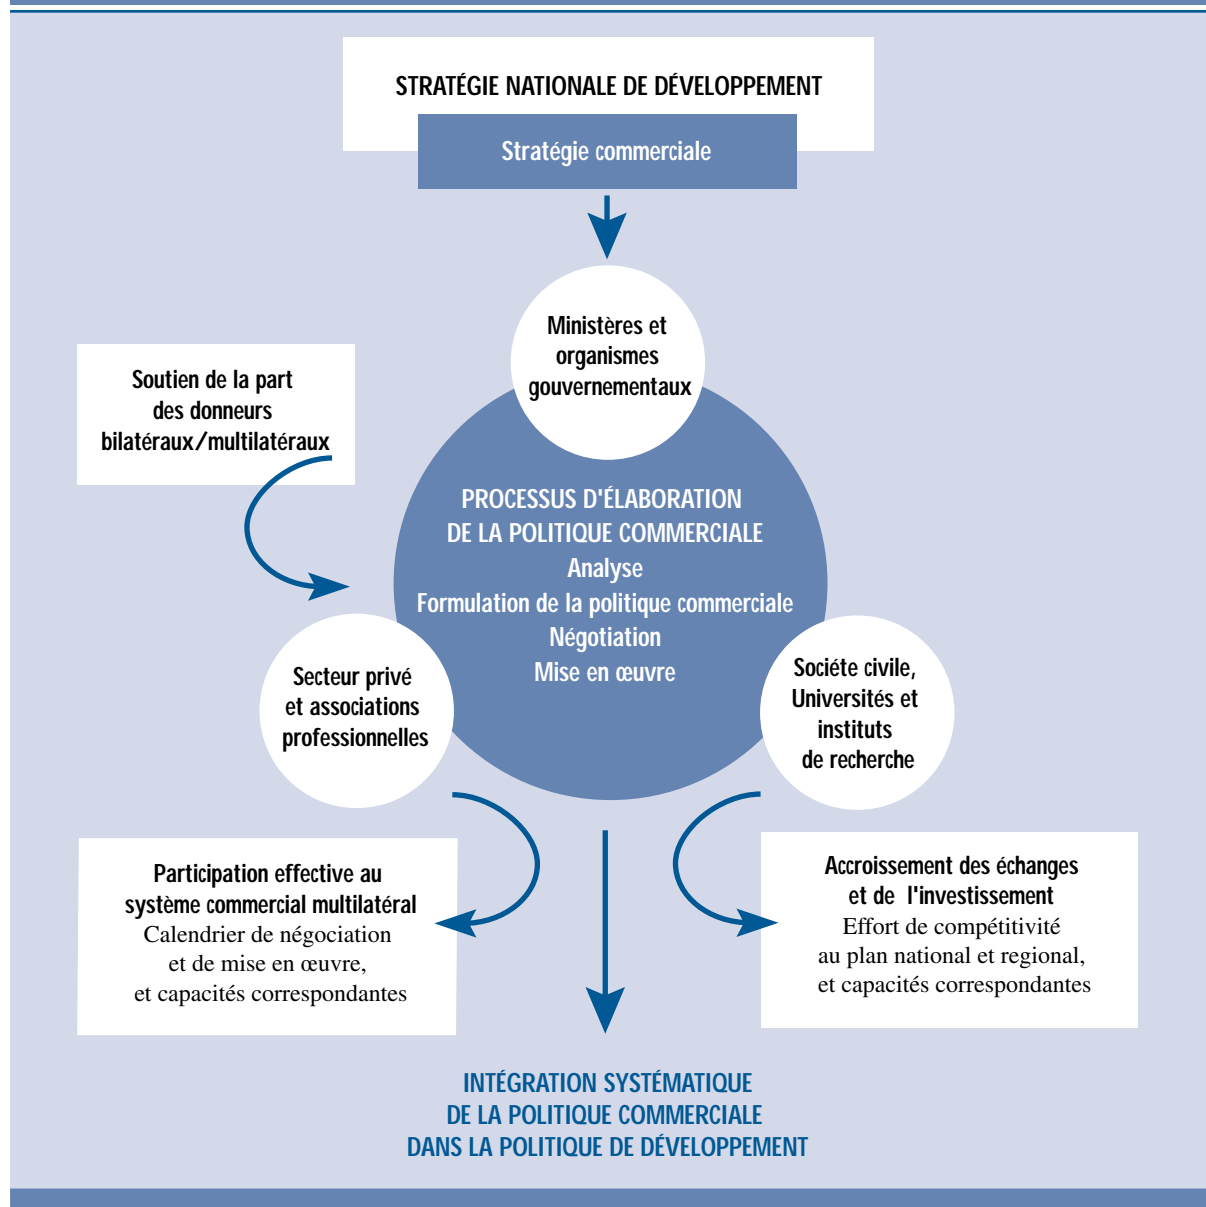 STRATÉGIE NATIONALE DE DÉVELOPPEMENT
Stratégie commerciale
Ministères et
organismes
gouvernementaux
Soutien de la part
des donneurs
bilatéraux/multilatéraux
PROCESSUS D'ÉLABORATION
DE LA POLITIQUE COMMERCIALE
Analyse
Formulation de la politique commerciale
Négotiation
Mise en œuvre
Secteur privé
et associations
professionnelles
Sociéte civile,
Universités et
instituts
de recherche
Participation effective au
système commercial multilatéral
Calendrier de négociation
et de mise en œuvre,
et capacités correspondantes
Accroissement des échanges
et de l'investissement
Effort de compétitivité
au plan national et regional,
et capacités correspondantes
INTÉGRATION SYSTÉMATIQUE
DE LA POLITIQUE COMMERCIALE
DANS LA POLITIQUE DE DÉVELOPPEMENT